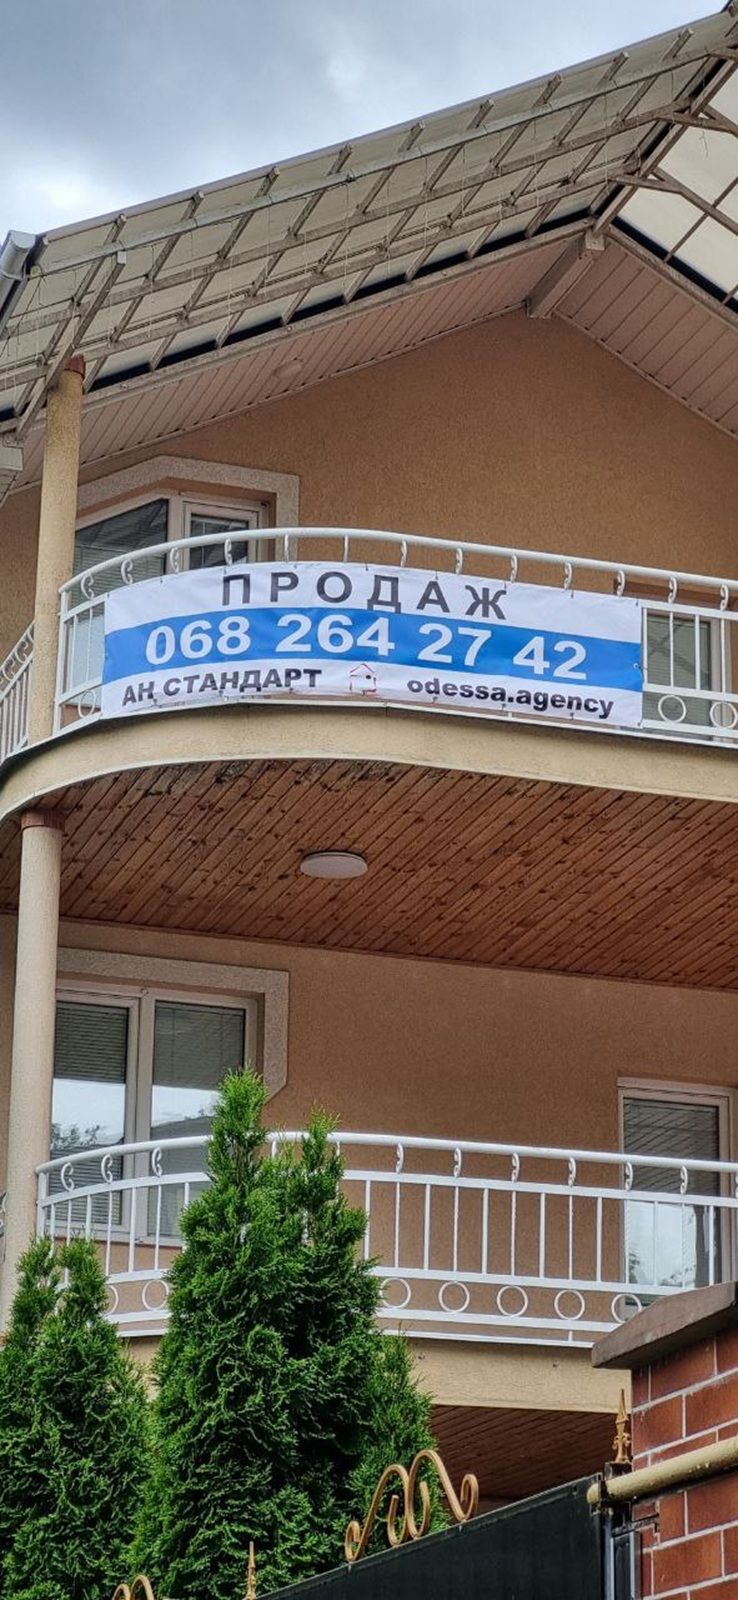 ПРОДАЖ
068 264 27 42
АН СТАНДАРТ odessa.agency